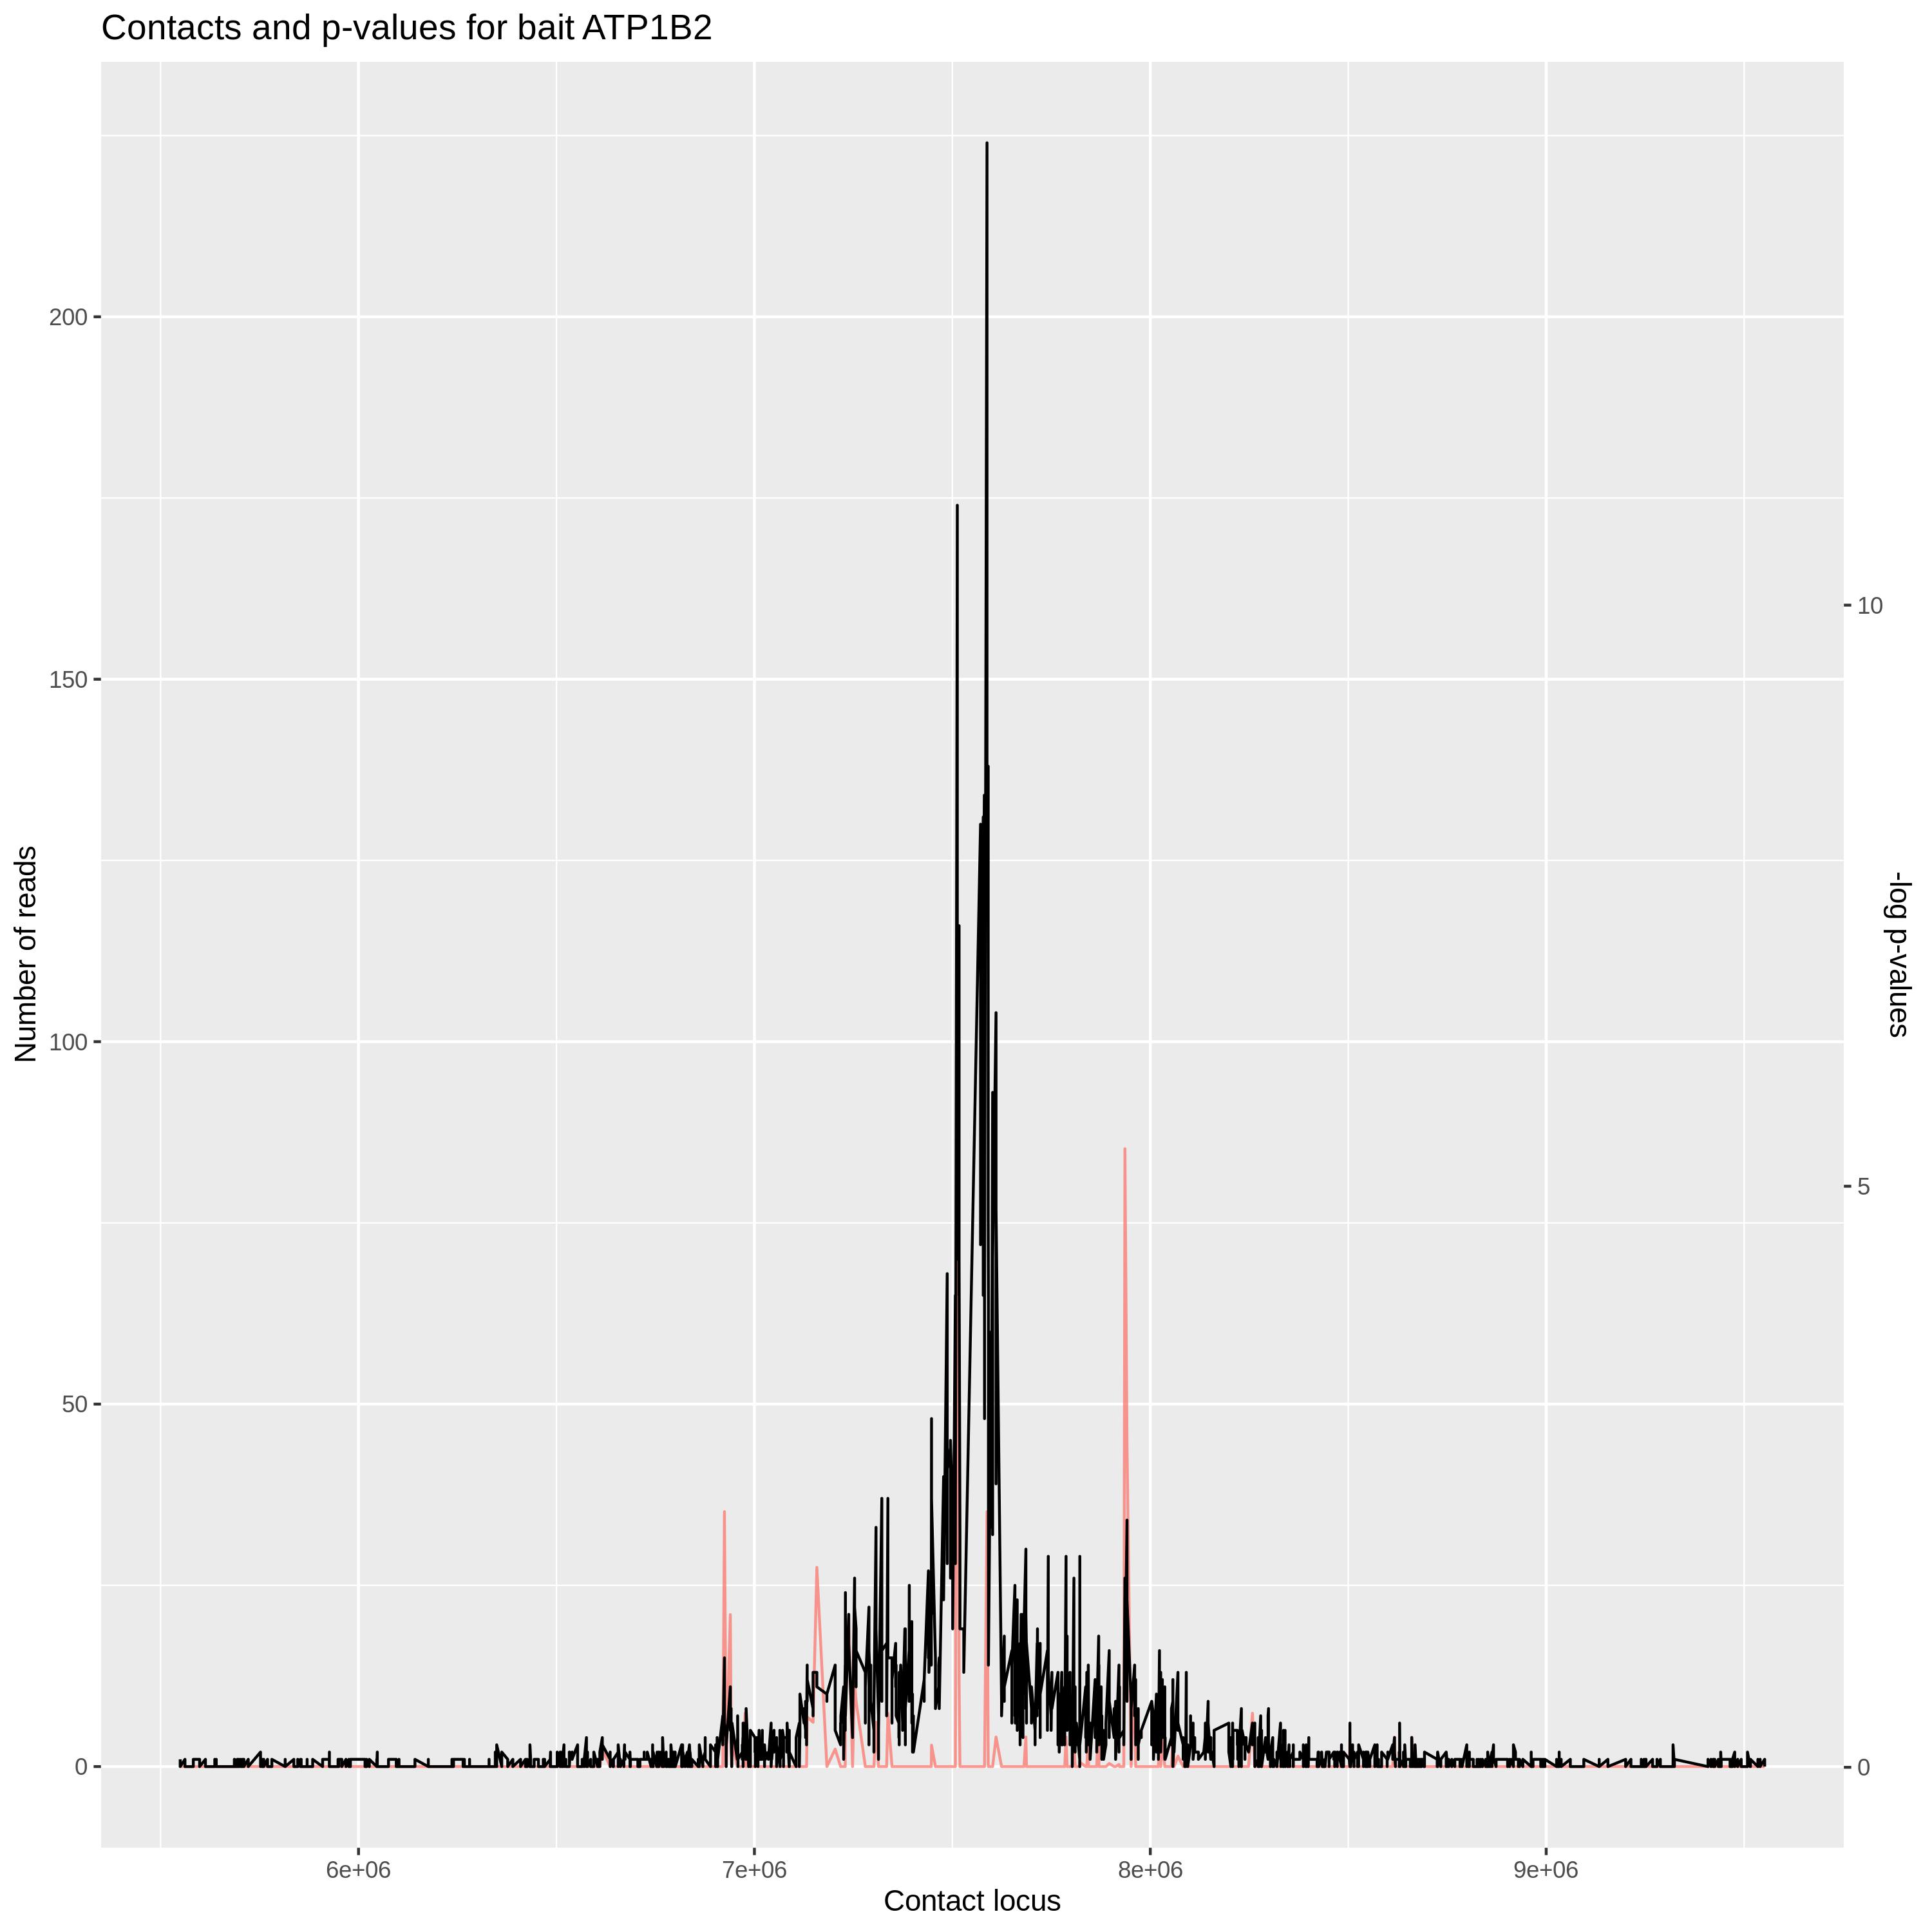 Contacts and p-values for bait ATP1B2
200
150
100
50
0
Number of reads
10
5
0
-log p-values
6e+06
7e+06
8e+06
9e+06
Contact locus